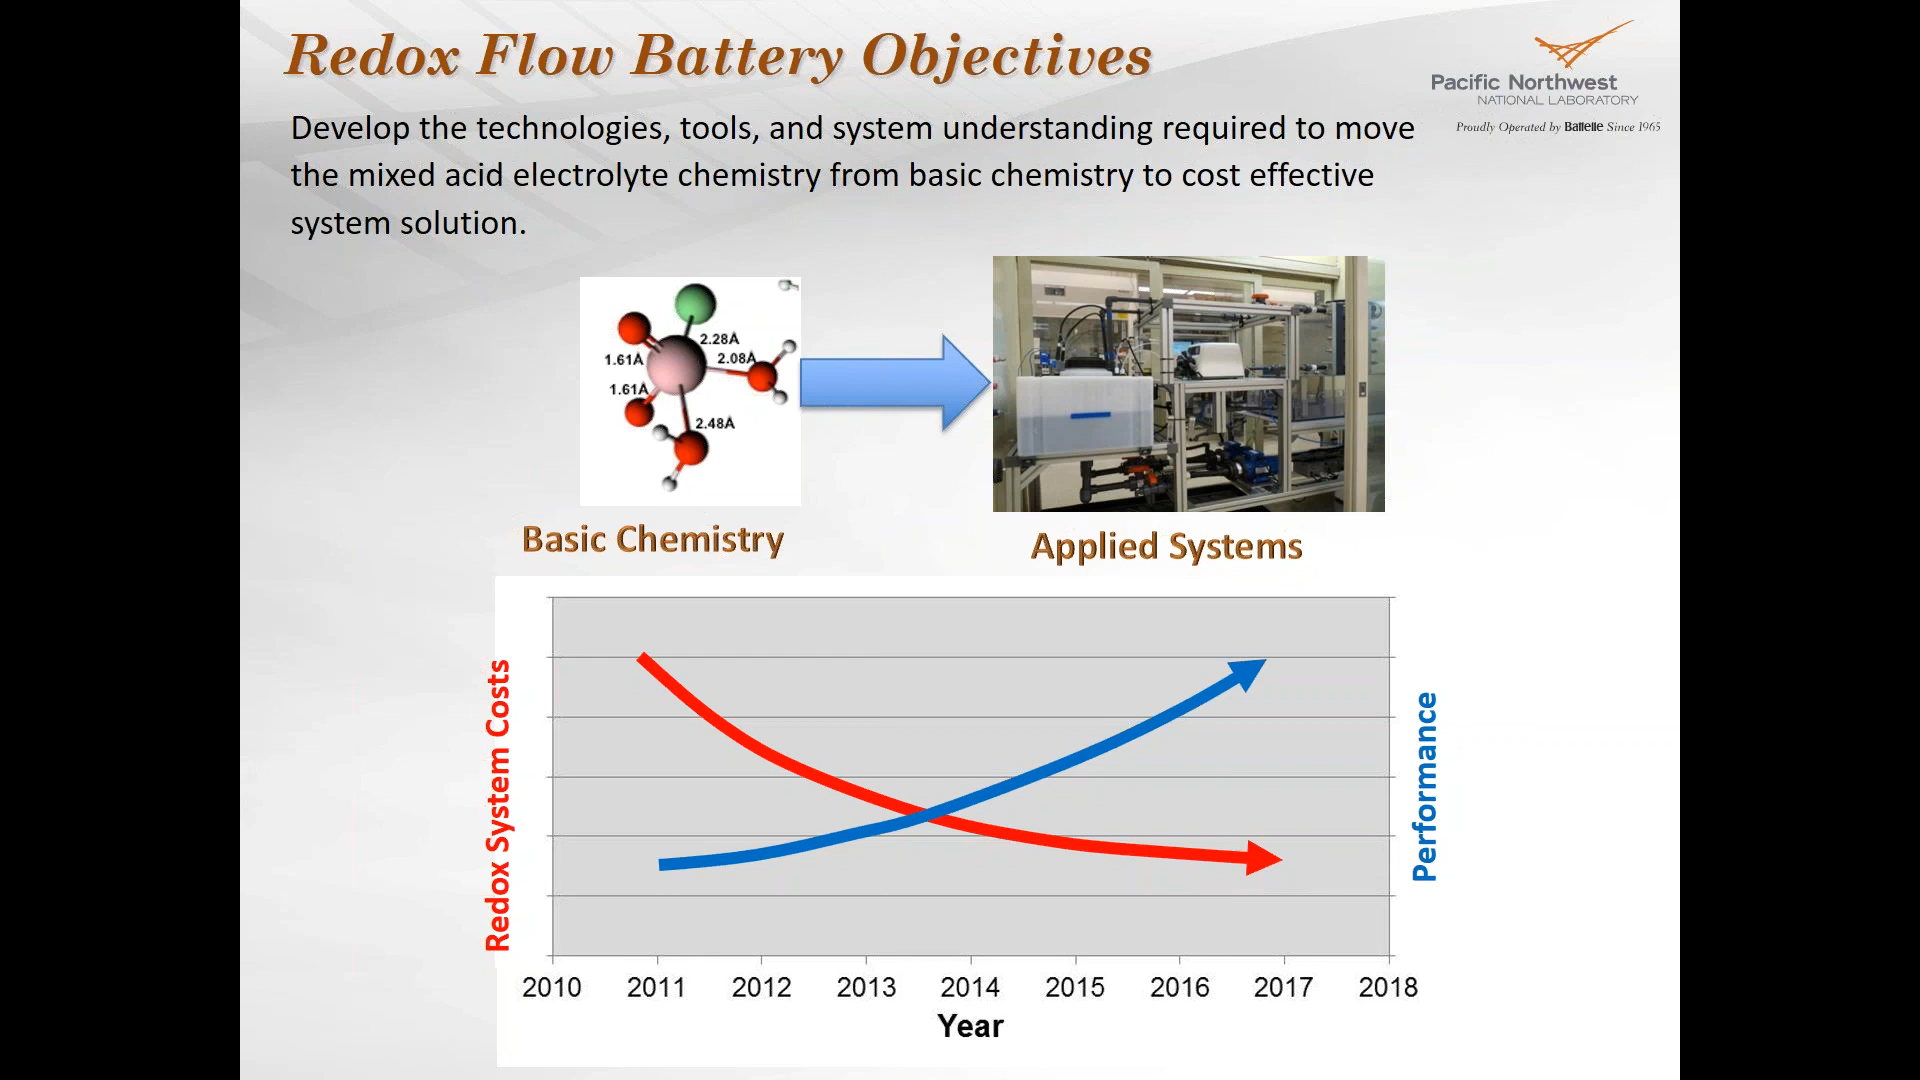 Redox Flow Battery Objectives
Pacific Northwest
NATIONAL LABORATORY
Proudly Operated by Battelle Since 1965
Develop the technologies, tools, and system understanding required to move
the mixed acid electrolyte chemistry from basic chemistry to cost effective
system solution.
2.28Å
1.61Å
2.08Å
1.61Å
2.48Å
Basic Chemistry
Applied Systems
Redox System Costs
Performance
2010 2011 2012 2013 2014 2015 2016 2017 2018
Year